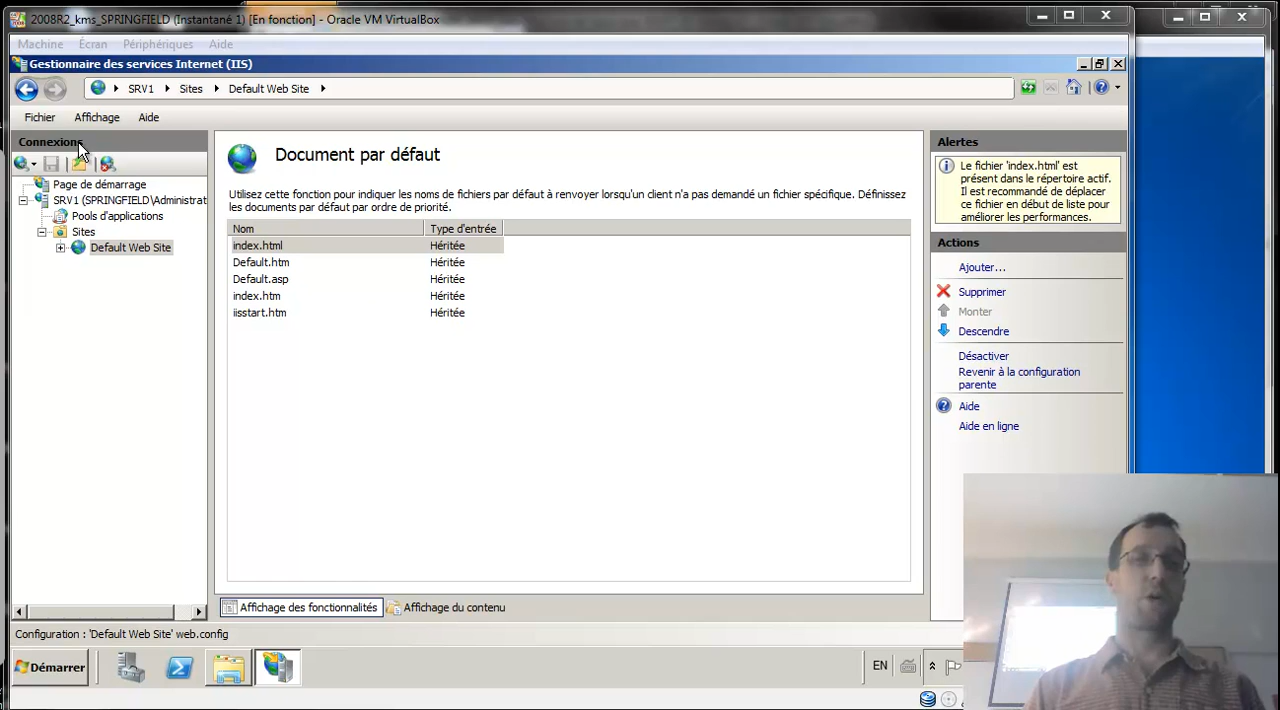 2008R2_kms_SPRINGFIELD (Instantané 1) [En fonction] - Oracle VM VirtualBox
Machine Écran Périphériques Aide
Gestionnaire des services Internet (IIS)
SRV1 Sites Default Web Site
Fichier Affichage Aide
Connexions
Page de démarrage
SRV1 (SPRINGFIELD\Administrat
Pools d'applications
Sites
Default Web Site
Document par défaut
Utilisez cette fonction pour indiquer les noms de fichiers par défaut à renvoyer lorsqu'un client n'a pas demandé un fichier spécifique. Définissez
les documents par défaut par ordre de priorité.
Nom Type d'entrée
index.html Héritée
Default.htm Héritée
Default.asp Héritée
index.htm Héritée
iisstart.htm Héritée
Affichage des fonctionnalités Affichage du contenu
Alertes
Le fichier 'index.html' est
présent dans le répertoire actif.
Il est recommandé de déplacer
ce fichier en début de liste pour
améliorer les performances.
Actions
Ajouter...
Supprimer
Monter
Descendre
Désactiver
Revenir à la configuration
parente
Aide
Aide en ligne
Configuration : 'Default Web Site' web.config
Démarrer
EN